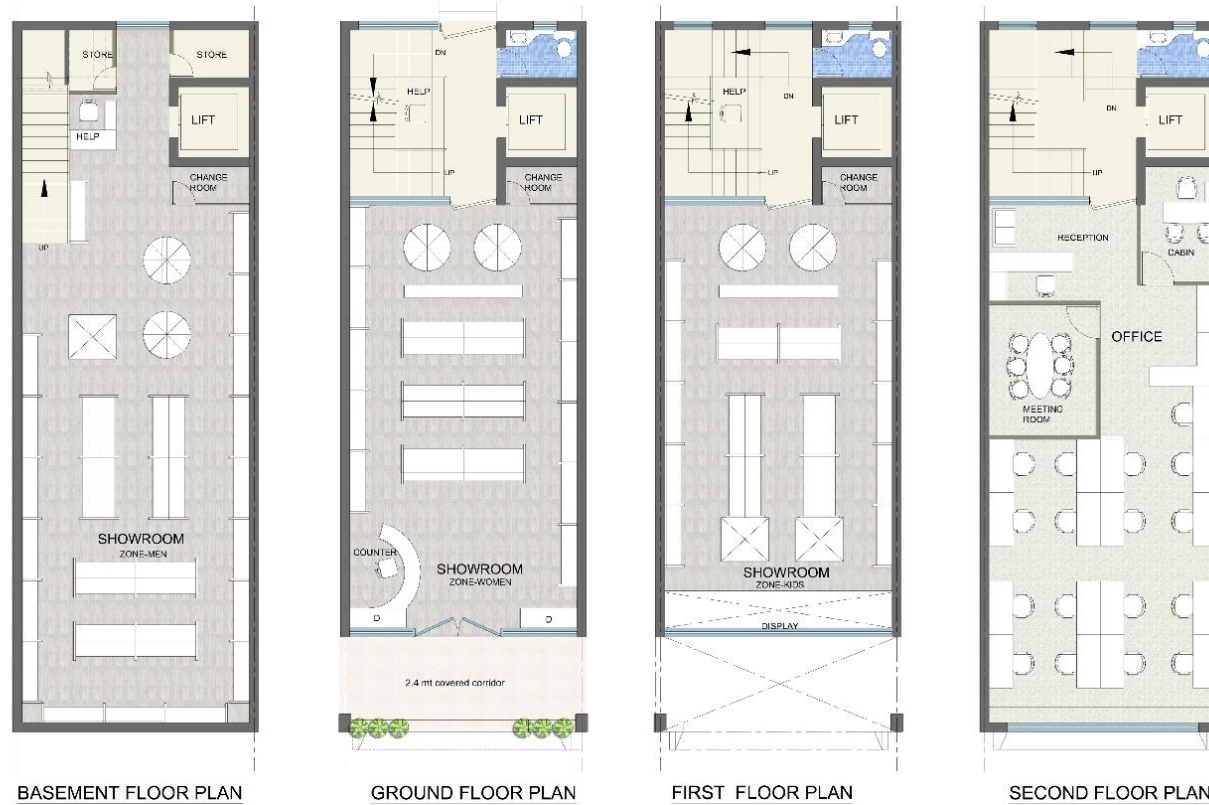 STORE
STORE
HELP
LIFT
CHANGE
ROOM
UP
SHOWROOM
ZONE-MEN
BASEMENT FLOOR PLAN
DN
HELP
LIFT
UP
CHANGE
ROOM
COUNTER
SHOWROOM
ZONE-WOMEN
D
D
2.4 mt covered corridor
GROUND FLOOR PLAN
HELP
DN
LIFT
UP
CHANGE
ROOM
SHOWROOM
ZONE-KIDS
DISPLAY
FIRST FLOOR PLAN
DN
LIFT
UP
RECEPTION
CABIN
OFFICE
MEETING
ROOM
SECOND FLOOR PLAN